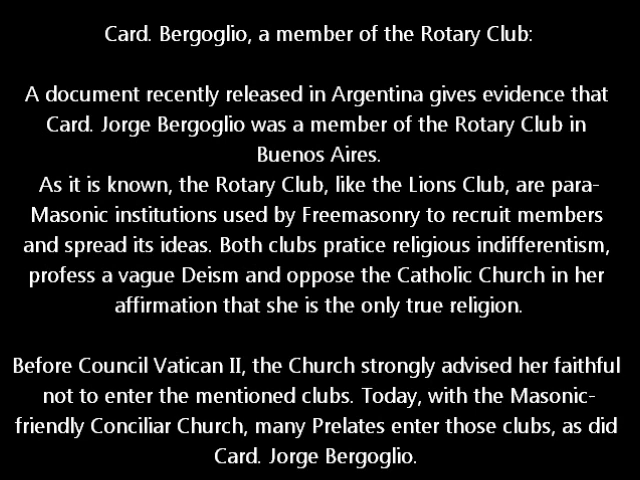 Card. Bergoglio, a member of the Rotary Club:
A document recently released in Argentina gives evidence that
Card. Jorge Bergoglio was a member of the Rotary Club in
Buenos Aires.
As it is known, the Rotary Club, like the Lions Club, are para-
Masonic institutions used by Freemasonry to recruit members
and spread its ideas. Both clubs pratice religious indifferentism,
profess a vague Deism and oppose the Catholic Church in her
affirmation that she is the only true religion.
Before Council Vatican II, the Church strongly advised her faithful
not to enter the mentioned clubs. Today, with the Masonic-
friendly Conciliar Church, many Prelates enter those clubs, as did
Card. Jorge Bergoglio.